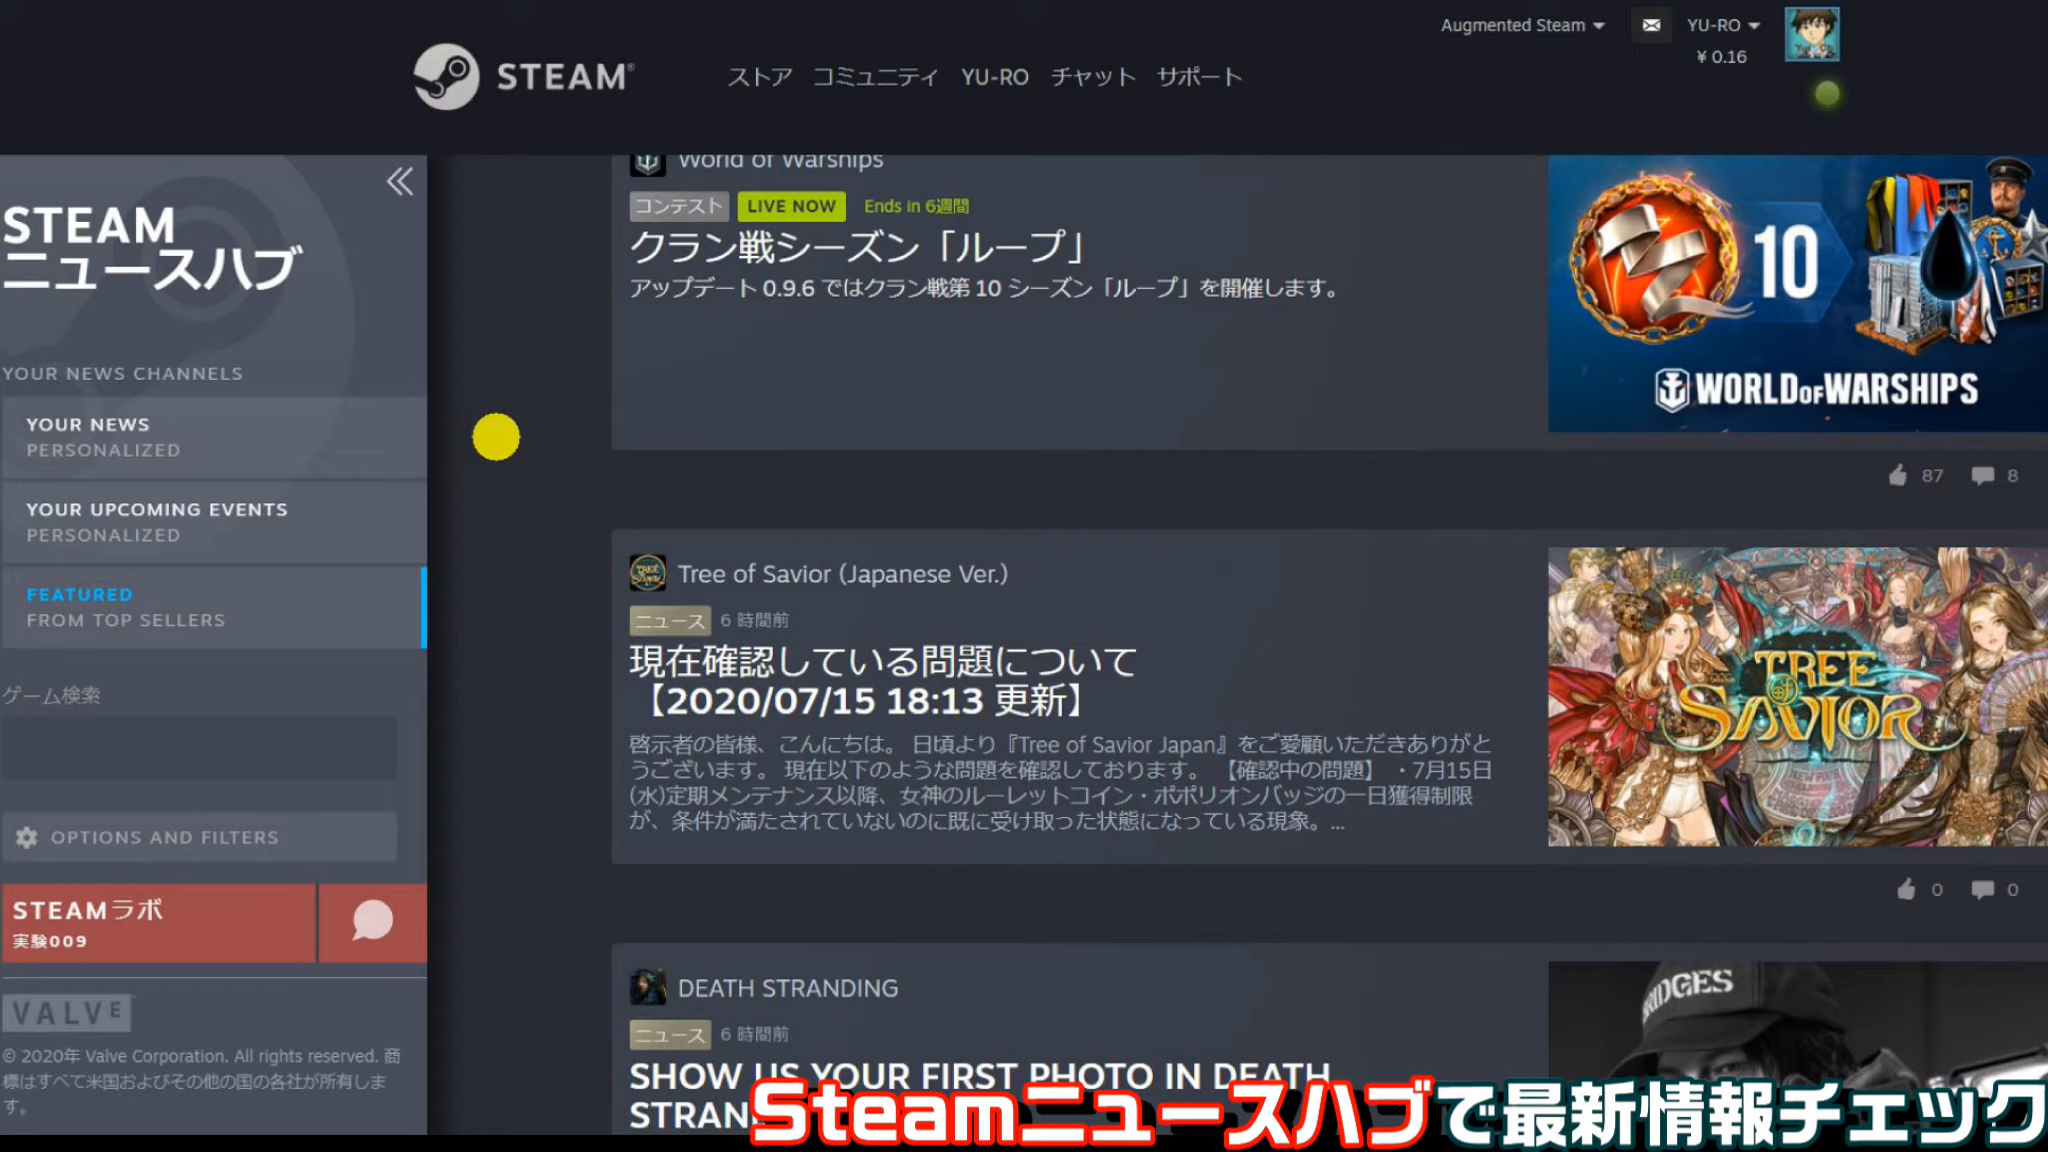 Augmented Steam
YU-RO
¥ 0.16
STEAM
ストア コミュニティ YU-RO チャット サポート
STEAM
ニュースハブ
YOUR NEWS CHANNELS
YOUR NEWS
PERSONALIZED
YOUR UPCOMING EVENTS
PERSONALIZED
FEATURED
FROM TOP SELLERS
ゲーム検索
OPTIONS AND FILTERS
STEAMラボ
実験009
VALVE
© 2020年 Valve Corporation. All rights reserved. 商
標はすべて米国およびその他の国の各社が所有しま
す。
World of Warships
コンテスト LIVE NOW Ends in 6週間
クラン戦シーズン「ループ」
アップデート 0.9.6 ではクラン戦第 10 シーズン「ループ」を開催します。
10
WORLD OF WARSHIPS
87 8
Tree of Savior (Japanese Ver.)
ニュース 6 時間前
現在確認している問題について
【2020/07/15 18:13 更新】
啓示者の皆様、こんにちは。 日頃より『Tree of Savior Japan』をご愛顧いただきありがと
うございます。 現在以下のような問題を確認しております。 【確認中の問題】 ・7月15日
(水)定期メンテナンス以降、女神のルーレットコイン・ポポリオンバッジの一日獲得制限
が、条件が満たされていないのに既に受け取った状態になっている現象。...
TREE
of
SAVIOR
0 0
DEATH STRANDING
ニュース 6 時間前
SHOW US YOUR FIRST PHOTO IN DEATH
STRAN
BRIDGES
Steamニュースハブで最新情報チェック